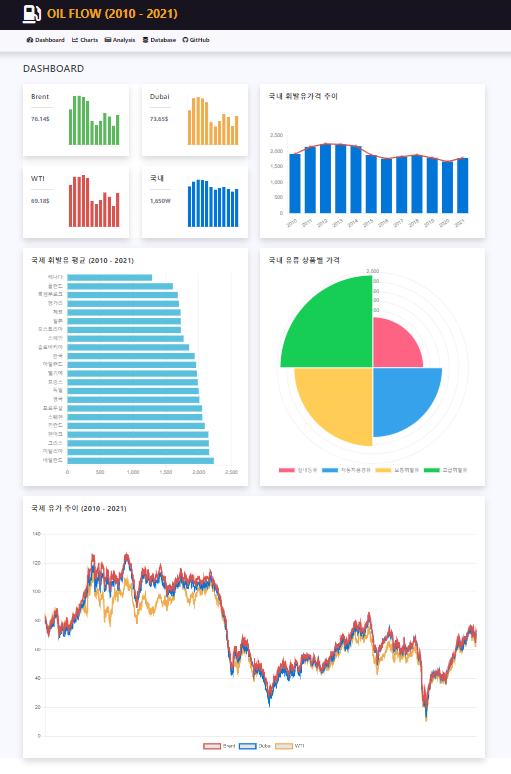 OIL FLOW (2010 - 2021)
Dashboard Charts Analysis Database GitHub
DASHBOARD
Brent
76.14$
Dubai
73.65$
WTI
69.18$
국내
1,650W
국내 휘발유가격 추이
2,500
2,000
1,500
1,000
500
0
2010 2011 2012 2013 2014 2015 2016 2017 2018 2019 2020 2021
국제 휘발유 평균 (2010 - 2021)
캐나다
폴란드
룩셈부르크
헝가리
체코
일본
오스트리아
스페인
슬로바키아
한국
아일랜드
벨기에
프랑스
독일
영국
포르투갈
스웨덴
핀란드
덴마크
그리스
이탈리아
네덜란드
0 500 1,000 1,500 2,000 2,500
국내 유류 상품별 가격
2,000
실내등유 자동차용경유 보통휘발유 고급휘발유
국제 유가 추이 (2010 - 2021)
140
120
100
80
60
40
20
0
Brent Dubai WTI